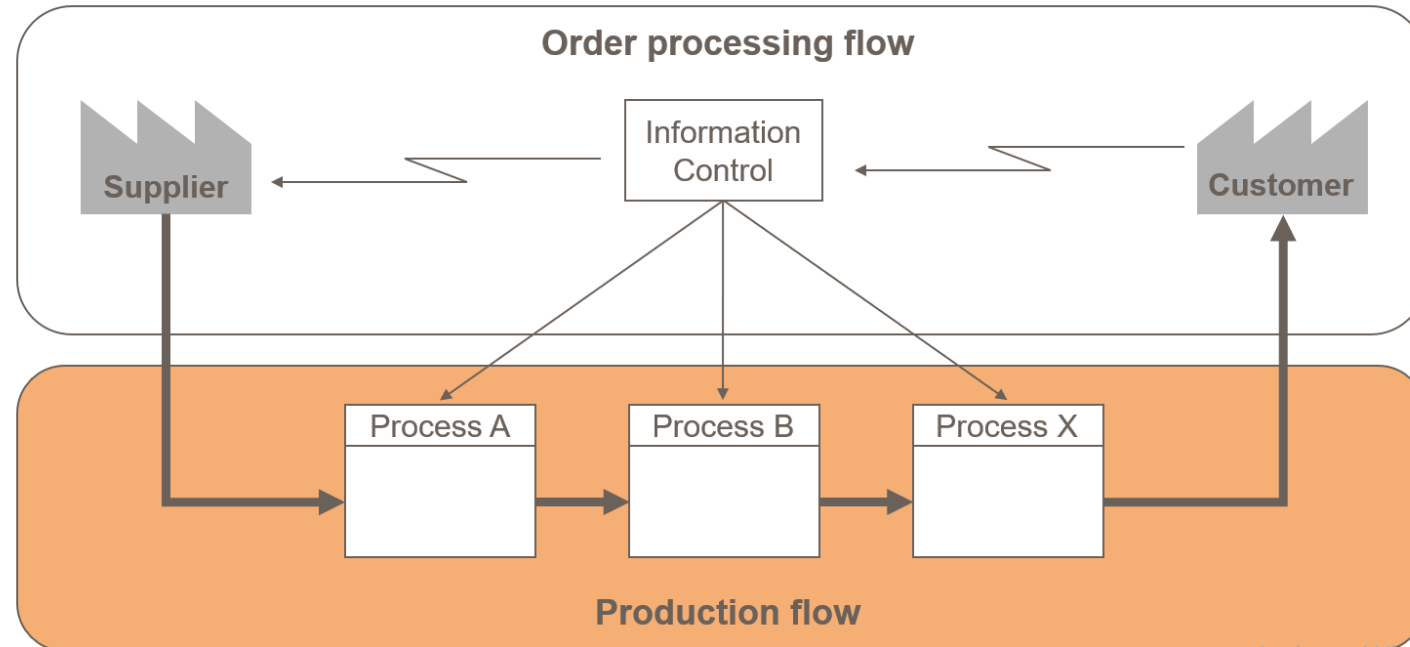 Order processing flow
Supplier
Information
Control
Customer
Process A
Process B
Process X
Production flow